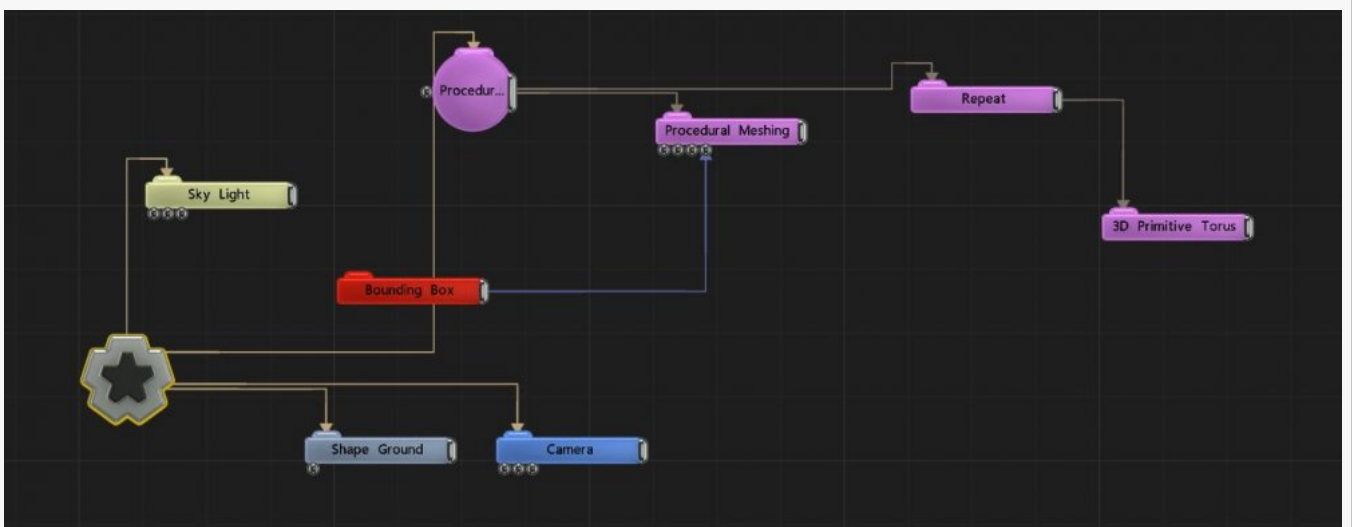 Procedur...
Repeat
Procedural Meshing
Sky Light
3D Primitive Torus
Bounding Box
Shape Ground
Camera